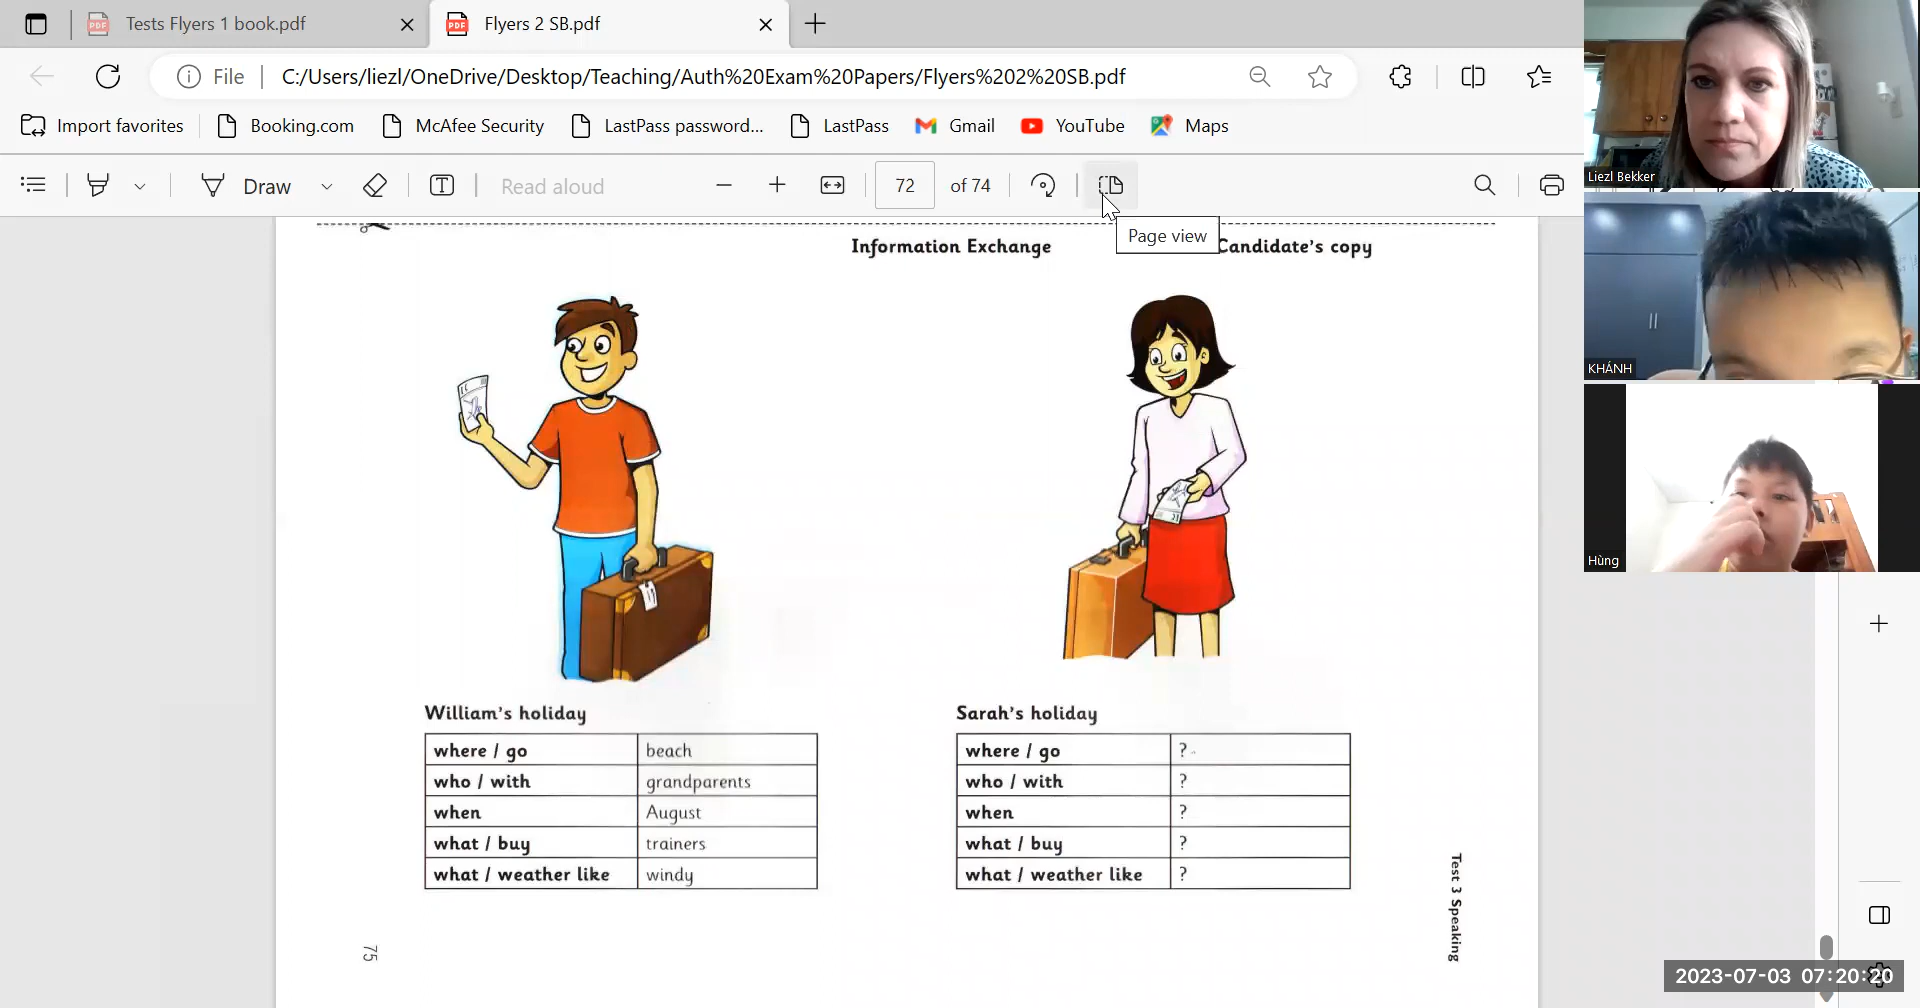 Tests Flyers 1 book.pdf
Flyers 2 SB.pdf
File
C:/Users/liezl/OneDrive/Desktop/Teaching/Auth%20Exam%20Papers/Flyers%202%20SB.pdf
Import favorites
Booking.com
McAfee Security
LastPass password...
LastPass
Gmail
YouTube
Maps
Draw
Read aloud
72
of 74
Page view
Information Exchange
Candidate's copy
William's holiday
where / go beach
who / with grandparents
when August
what / buy trainers
what / weather like windy
Sarah's holiday
where / go ?
who / with ?
when ?
what / buy ?
what / weather like ?
Test 3 Speaking
75
Liezl Bekker
KHÁNH
Hùng
2023-07-03 07:20:20